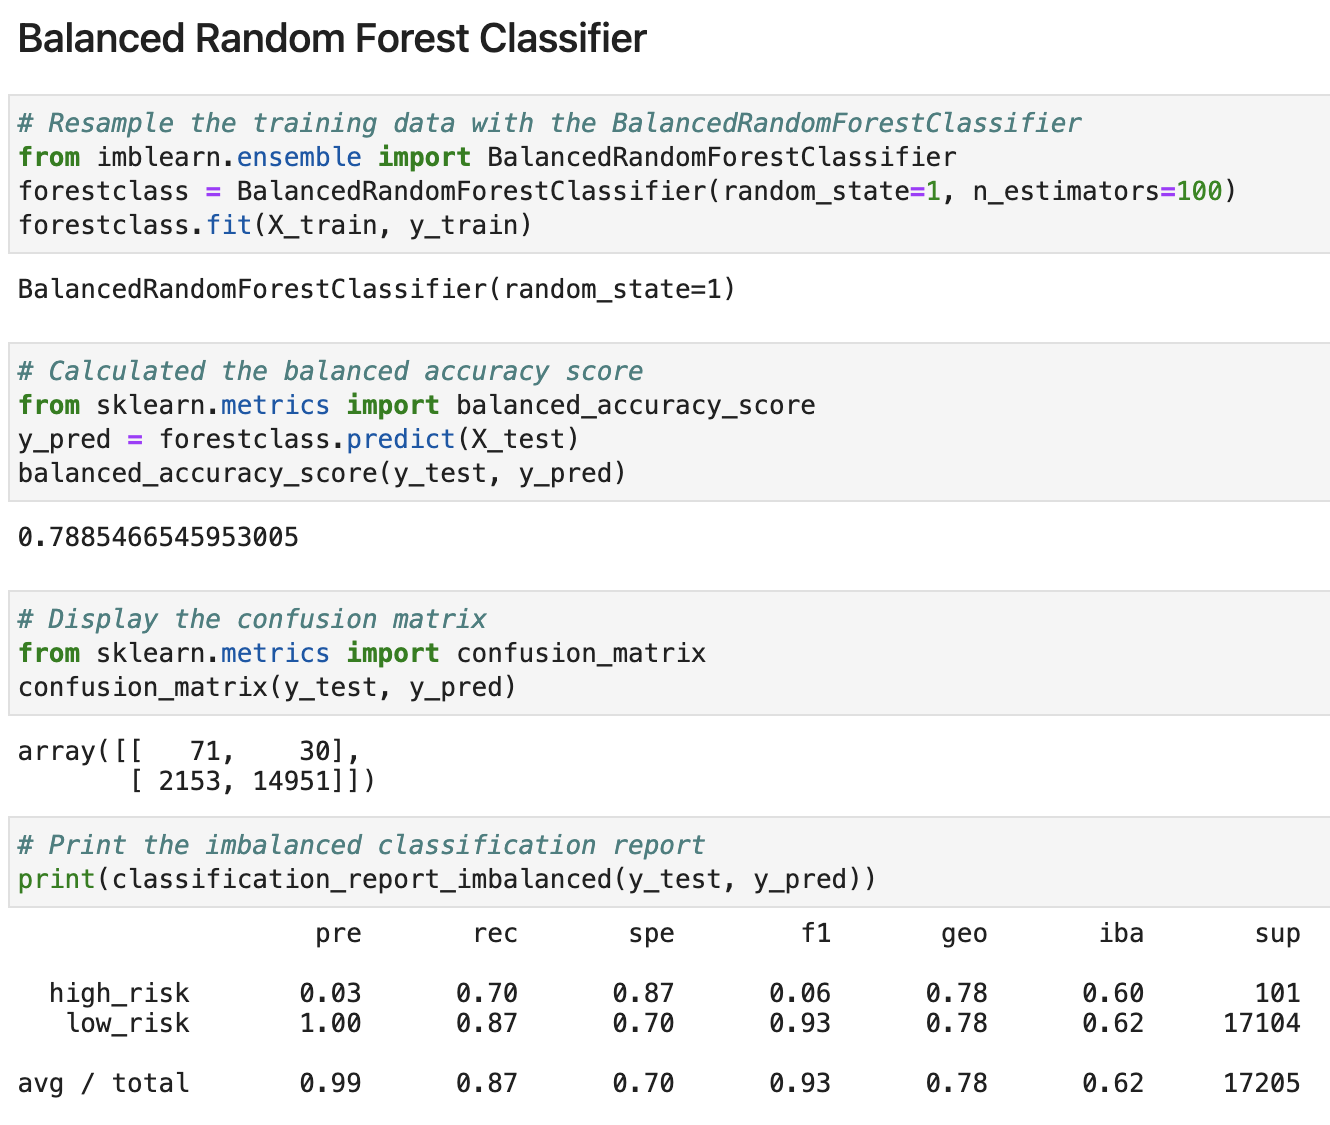 Balanced Random Forest Classifier
# Resample the training data with the BalancedRandomForestClassifier
from imblearn.ensemble import BalancedRandomForestClassifier
forestclass = BalancedRandomForestClassifier(random_state=1, n_estimators=100)
forestclass.fit(X_train, y_train)
BalancedRandomForestClassifier(random_state=1)
# Calculated the balanced accuracy score
from sklearn.metrics import balanced_accuracy_score
y_pred = forestclass.predict(X_test)
balanced_accuracy_score(y_test, y_pred)
0.7885466545953005
# Display the confusion matrix
from sklearn.metrics import confusion_matrix
confusion_matrix(y_test, y_pred)
array([[   71,    30],
       [ 2153, 14951]])
# Print the imbalanced classification report
print(classification_report_imbalanced(y_test, y_pred))
                   pre       rec       spe        f1       geo       iba       sup
  high_risk       0.03      0.70      0.87      0.06      0.78      0.60       101
   low_risk       1.00      0.87      0.70      0.93      0.78      0.62     17104
avg / total       0.99      0.87      0.70      0.93      0.78      0.62     17205